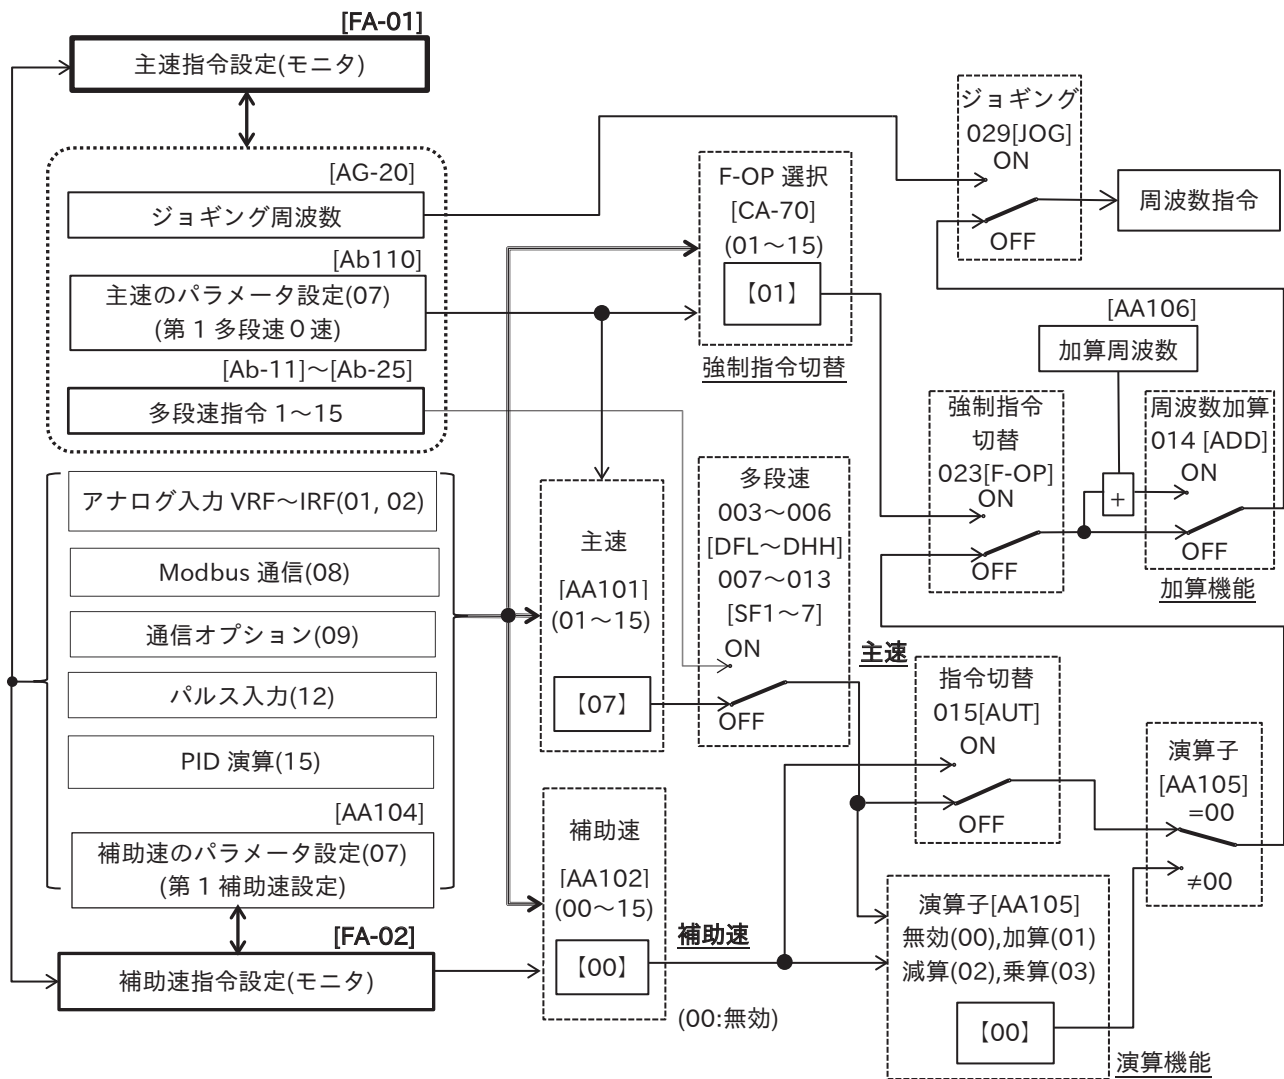 [FA-01]
主速指令設定(モニタ)
[AG-20]
ジョギング周波数
[Ab110]
主速のパラメータ設定(07)
(第1多段速0速)
[Ab-11]～[Ab-25]
多段速指令 1～15
アナログ入力 VRF～IRF(01, 02)
Modbus 通信(08)
通信オプション(09)
パルス入力(12)
PID 演算(15)
[AA104]
補助速のパラメータ設定(07)
(第1補助速設定)
[FA-02]
補助速指令設定(モニタ)
F-OP 選択
[CA-70]
(01～15)
【01】
強制指令切替
主速
[AA101]
(01～15)
【07】
多段速
003～006
[DFL～DHH]
007～013
[SF1～7]
ON
OFF
主速
補助速
[AA102]
(00～15)
【00】
補助速
(00:無効)
ジョギング
029[JOG]
ON
OFF
周波数指令
[AA106]
加算周波数
強制指令
切替
023[F-OP]
ON
OFF
+
周波数加算
014 [ADD]
ON
OFF
加算機能
指令切替
015[AUT]
ON
OFF
演算子
[AA105]
=00
≠00
演算子[AA105]
無効(00),加算(01)
減算(02),乗算(03)
【00】
演算機能